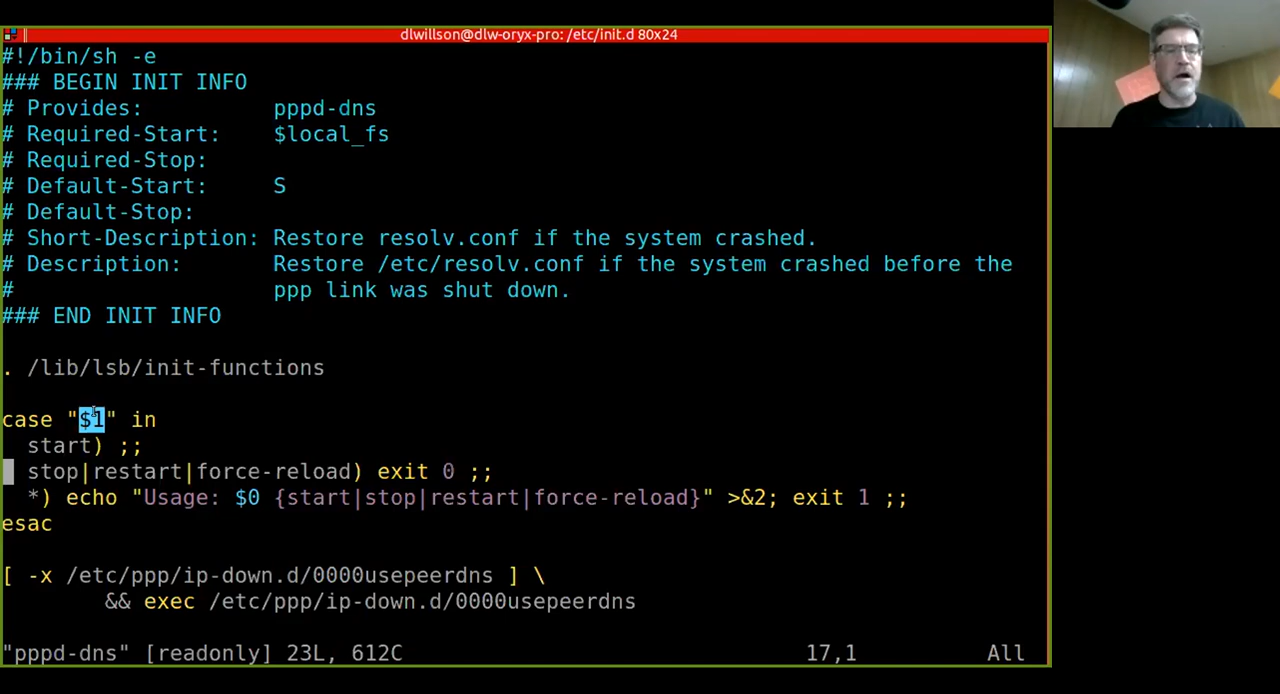 dlwillson@dlw-oryx-pro: /etc/init.d 80x24
#!/bin/sh -e
### BEGIN INIT INFO
# Provides:          pppd-dns
# Required-Start:    $local_fs
# Required-Stop:
# Default-Start:     S
# Default-Stop:
# Short-Description: Restore resolv.conf if the system crashed.
# Description:       Restore /etc/resolv.conf if the system crashed before the
#                    ppp link was shut down.
### END INIT INFO
. /lib/lsb/init-functions
case "$1" in
  start) ;;
  stop|restart|force-reload) exit 0 ;;
  *) echo "Usage: $0 {start|stop|restart|force-reload}" >&2; exit 1 ;;
esac
[ -x /etc/ppp/ip-down.d/0000usepeerdns ] \
        && exec /etc/ppp/ip-down.d/0000usepeerdns
"pppd-dns" [readonly] 23L, 612C                               17,1          All